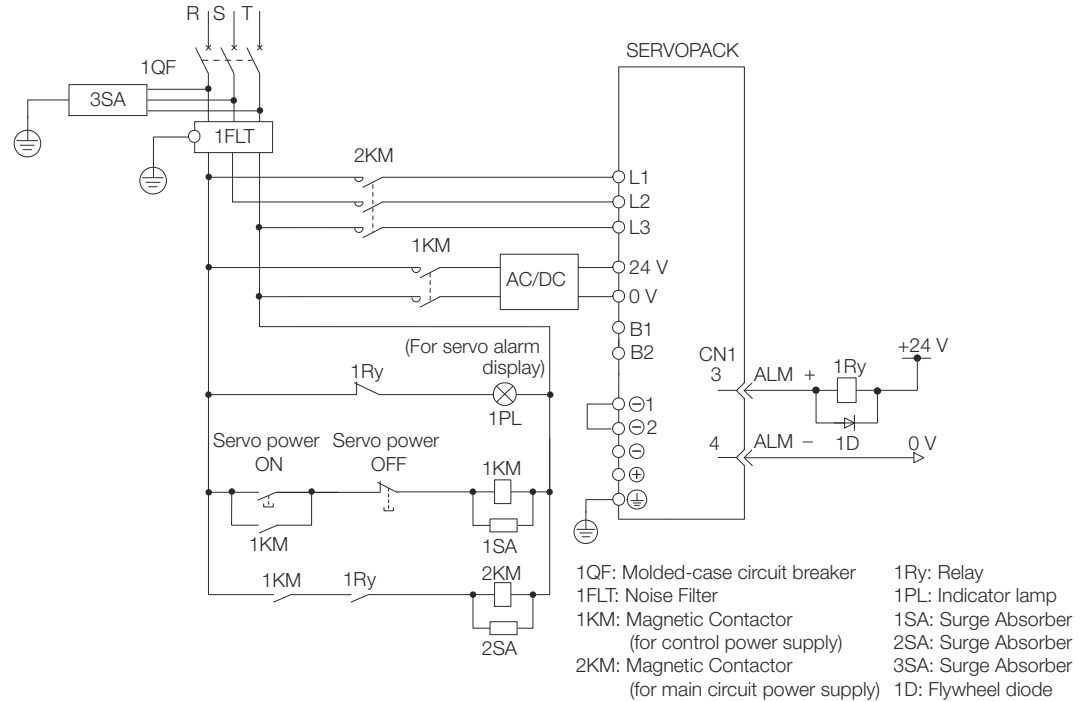 R S T
1QF
3SA
1FLT
SERVOPACK
2KM
L1
L2
L3
1KM
AC/DC
24 V
0 V
B1
B2
(For servo alarm
display)
1Ry
1PL
CN1
3
ALM +
1Ry
+24 V
1D
4
ALM −
0 V
⊖1
⊖2
⊖
⊕
Servo power
ON
Servo power
OFF
1KM
1KM
1SA
1KM
1Ry
2KM
2SA
1QF: Molded-case circuit breaker
1FLT: Noise Filter
1KM: Magnetic Contactor
(for control power supply)
2KM: Magnetic Contactor
(for main circuit power supply)
1Ry: Relay
1PL: Indicator lamp
1SA: Surge Absorber
2SA: Surge Absorber
3SA: Surge Absorber
1D: Flywheel diode